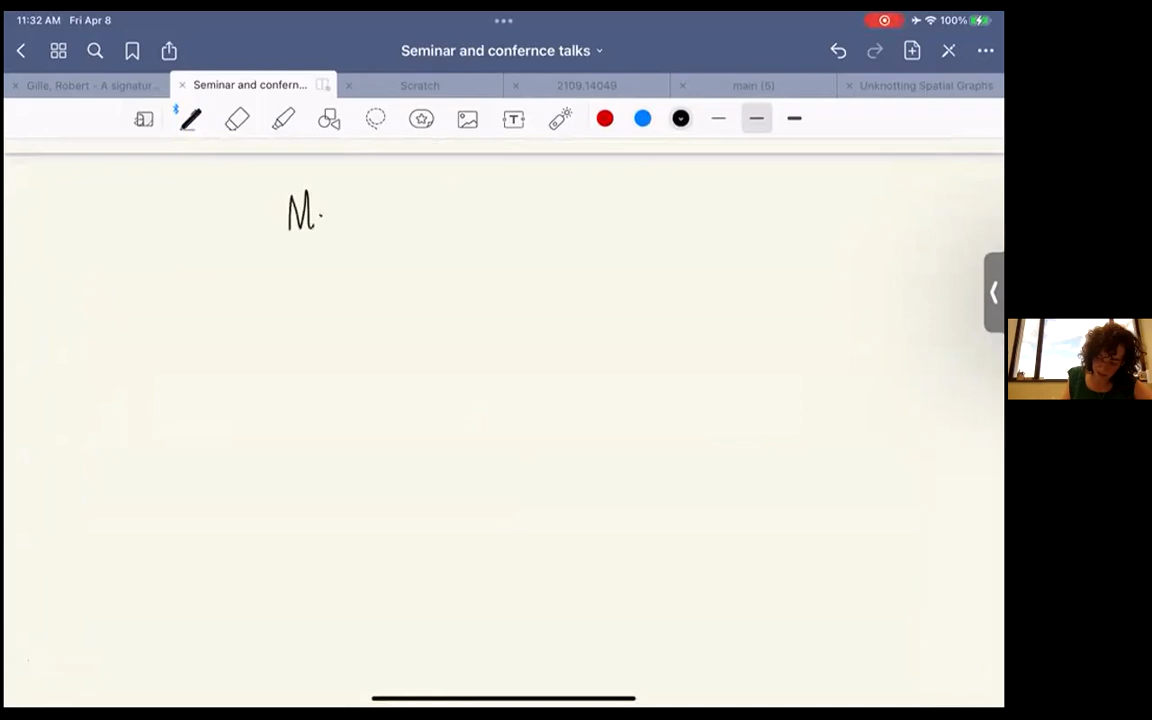 11:32 AM Fri Apr 8
100%
Seminar and confernce talks
Gille, Robert - A signatur...
Seminar and confern...
Scratch
2109.14049
main (5)
Unknotting Spatial Graphs
T
M.